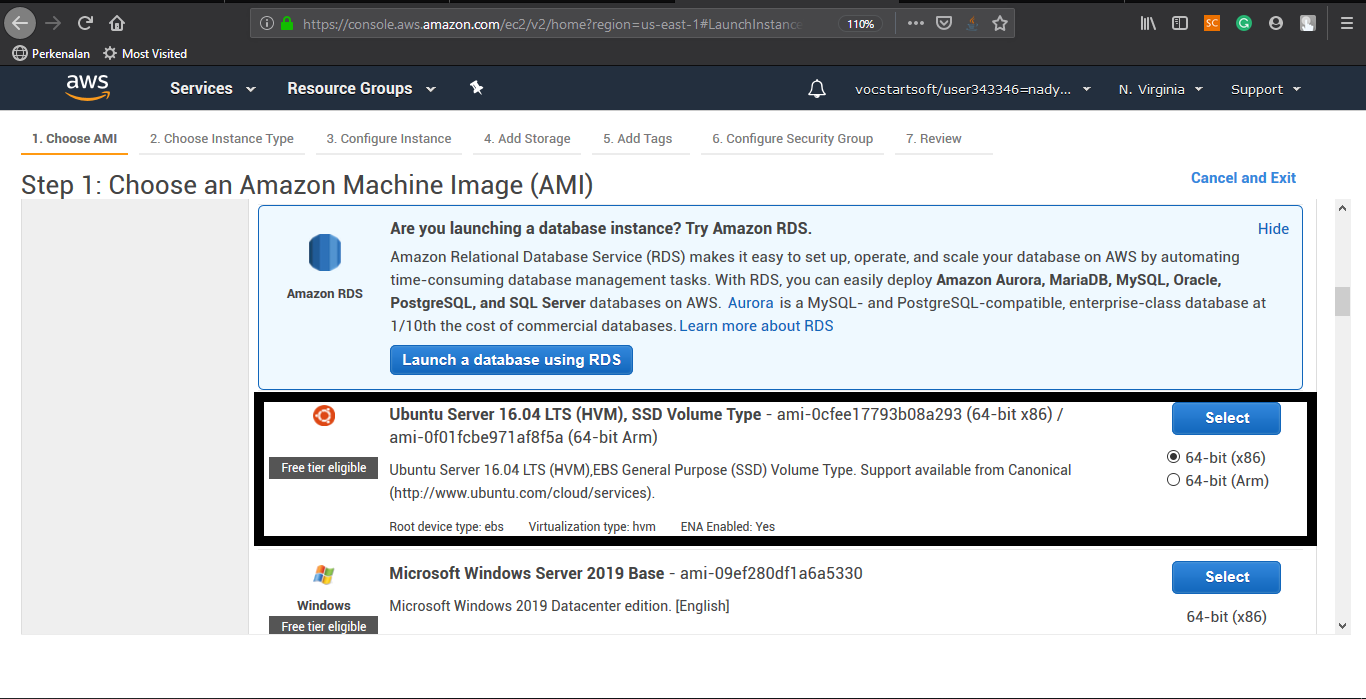 https://console.aws.amazon.com/ec2/v2/home?region=us-east-1#LaunchInstance
110%
SC
Perkenalan
Most Visited
aws
Services
Resource Groups
vocstartsoft/user343346=nady...
N. Virginia
Support
1. Choose AMI
2. Choose Instance Type
3. Configure Instance
4. Add Storage
5. Add Tags
6. Configure Security Group
7. Review
Step 1: Choose an Amazon Machine Image (AMI)
Cancel and Exit
Amazon RDS
Are you launching a database instance? Try Amazon RDS.
Hide
Amazon Relational Database Service (RDS) makes it easy to set up, operate, and scale your database on AWS by automating
time-consuming database management tasks. With RDS, you can easily deploy Amazon Aurora, MariaDB, MySQL, Oracle,
PostgreSQL, and SQL Server databases on AWS. Aurora is a MySQL- and PostgreSQL-compatible, enterprise-class database at
1/10th the cost of commercial databases. Learn more about RDS
Launch a database using RDS
Free tier eligible
Ubuntu Server 16.04 LTS (HVM), SSD Volume Type - ami-0cfee17793b08a293 (64-bit x86) /
ami-0f01fcbe971af8f5a (64-bit Arm)
Ubuntu Server 16.04 LTS (HVM),EBS General Purpose (SSD) Volume Type. Support available from Canonical
(http://www.ubuntu.com/cloud/services).
Root device type: ebs
Virtualization type: hvm
ENA Enabled: Yes
Select
64-bit (x86)
64-bit (Arm)
Windows
Free tier eligible
Microsoft Windows Server 2019 Base - ami-09ef280df1a6a5330
Microsoft Windows 2019 Datacenter edition. [English]
Select
64-bit (x86)